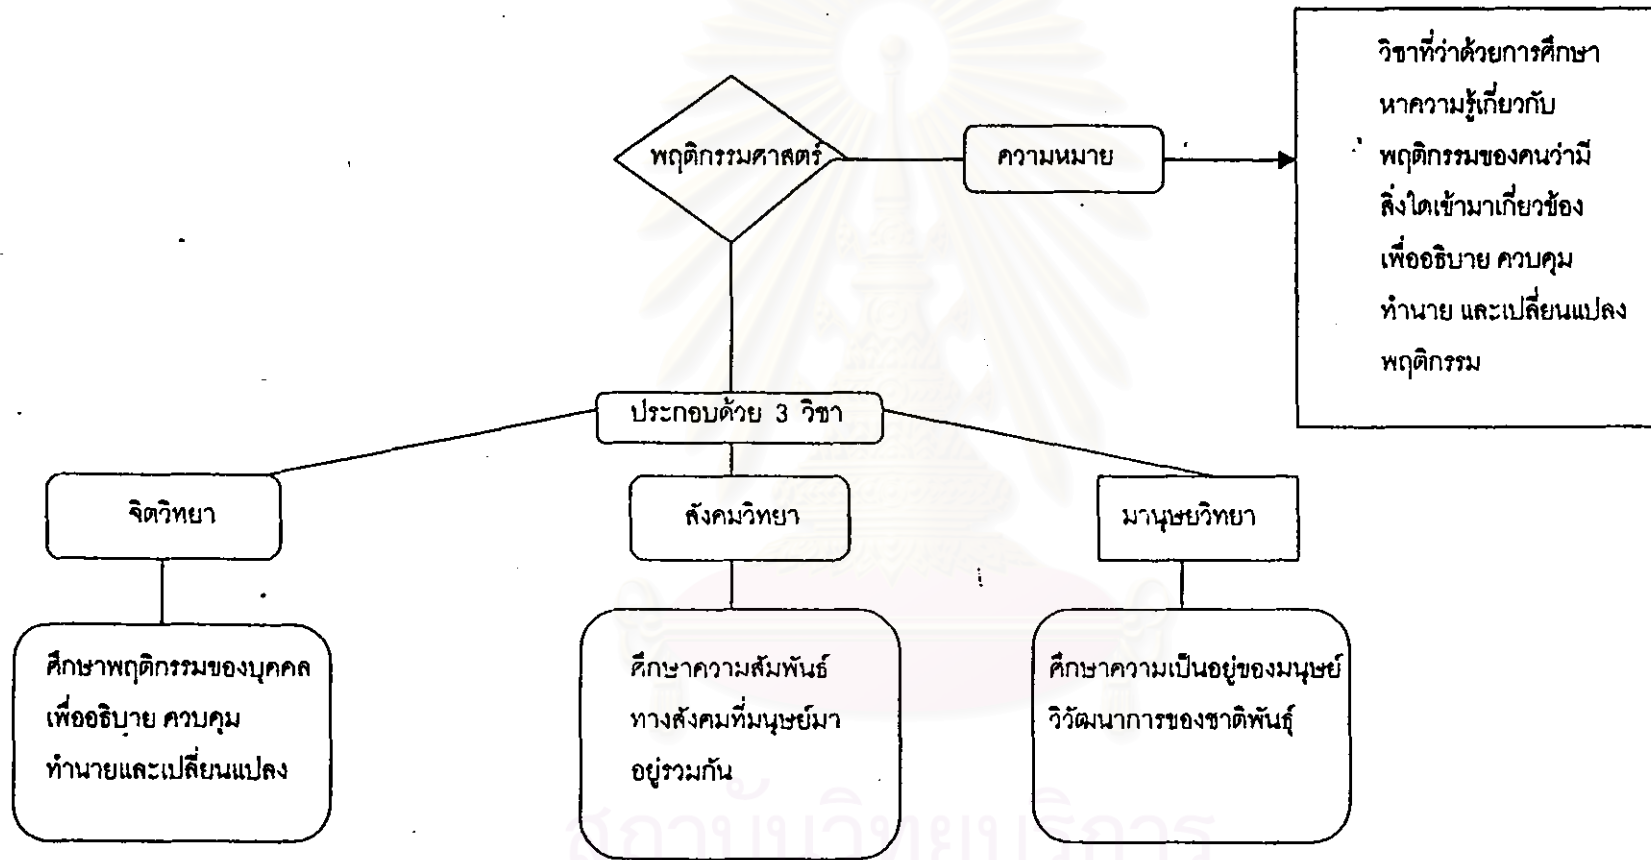 พฤติกรรมศาสตร์
ความหมาย
วิชาที่ว่าด้วยการศึกษา
หาความรู้เกี่ยวกับ
พฤติกรรมของคนว่ามี
สิ่งใดเข้ามาเกี่ยวข้อง
เพื่ออธิบาย ควบคุม
ทำนาย และเปลี่ยนแปลง
พฤติกรรม
ประกอบด้วย 3 วิชา
จิตวิทยา
สังคมวิทยา
มานุษยวิทยา
ศึกษาพฤติกรรมของบุคคล
เพื่ออธิบาย ควบคุม
ทำนายและเปลี่ยนแปลง
ศึกษาความสัมพันธ์
ทางสังคมที่มนุษย์มา
อยู่รวมกัน
ศึกษาความเป็นอยู่ของมนุษย์
วิวัฒนาการของชาติพันธุ์
สถาบันวิทยบริการ